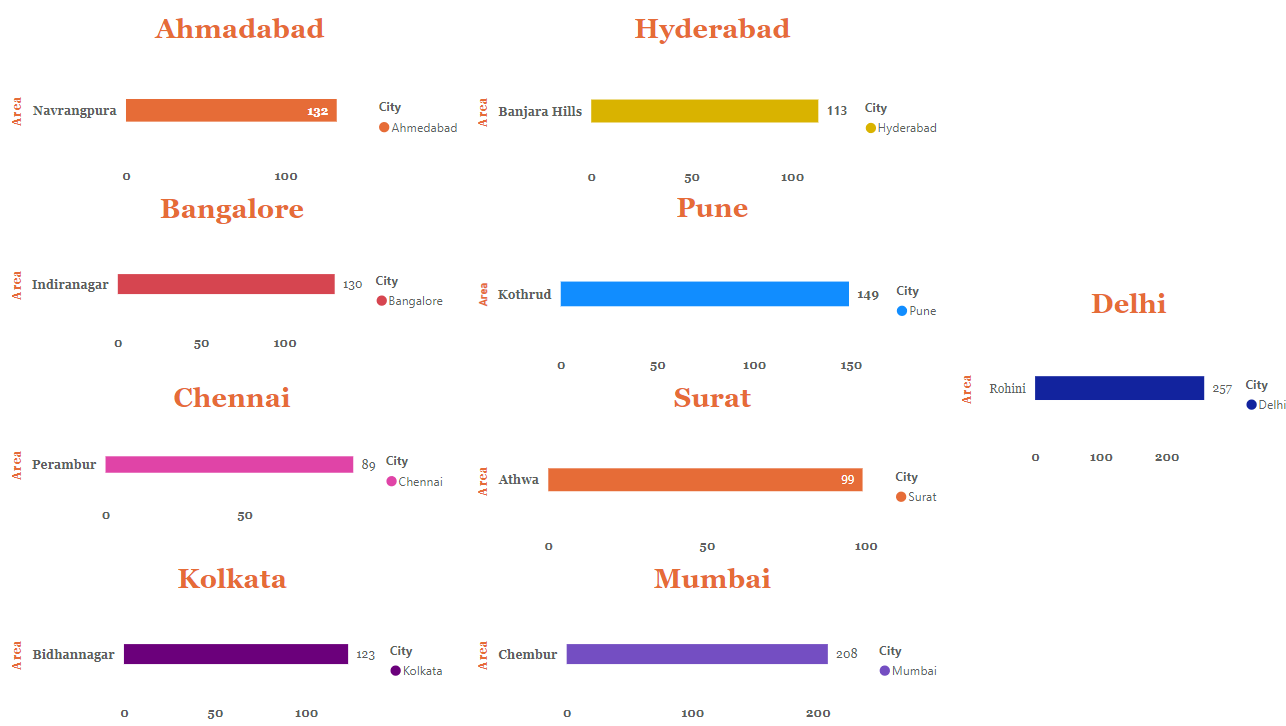 Ahmadabad
Area
Navrangpura
132
City
Ahmedabad
0 100
Hyderabad
Area
Banjara Hills
113
City
Hyderabad
0 50 100
Bangalore
Area
Indiranagar
130
City
Bangalore
0 50 100
Pune
Area
Kothrud
149
City
Pune
0 50 100 150
Chennai
Area
Perambur
89
City
Chennai
0 50
Surat
Area
Athwa
99
City
Surat
0 50 100
Kolkata
Area
Bidhannagar
123
City
Kolkata
0 50 100
Mumbai
Area
Chembur
208
City
Mumbai
0 100 200
Delhi
Area
Rohini
257
City
Delhi
0 100 200